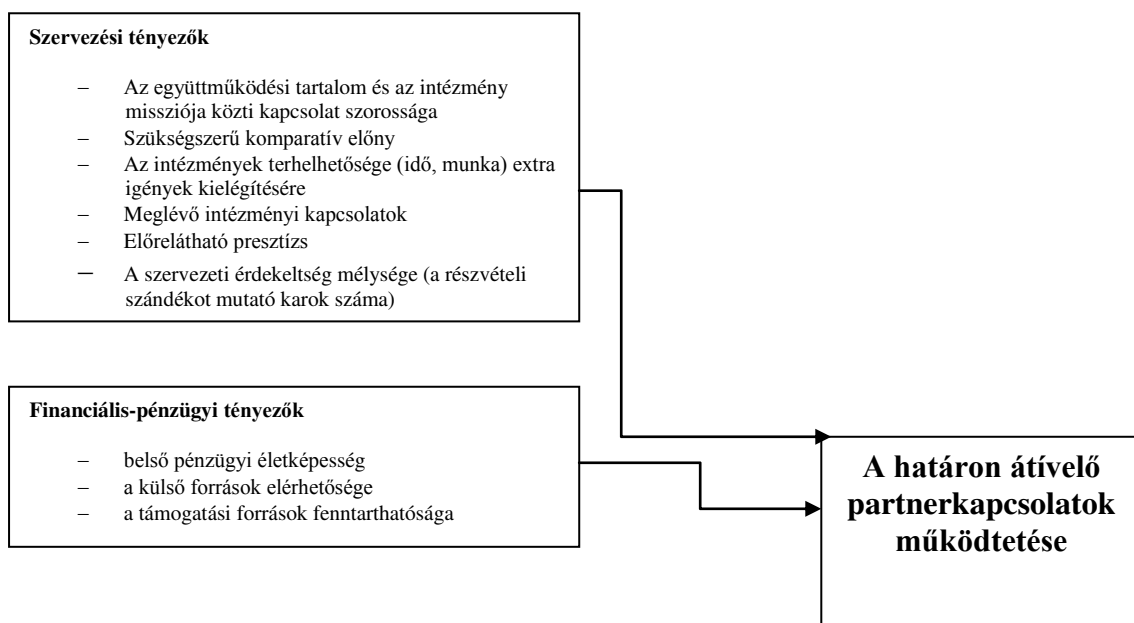 Szervezési tényezők
– Az együttműködési tartalom és az intézmény
missziója közti kapcsolat szorossága
– Szükségszerű komparatív előny
– Az intézmények terhelhetősége (idő, munka) extra
igények kielégítésére
– Meglévő intézményi kapcsolatok
– Előrelátható presztízs
– A szervezeti érdekeltség mélysége (a részvételi
szándékot mutató karok száma)
Financiális-pénzügyi tényezők
– belső pénzügyi életképesség
– a külső források elérhetősége
– a támogatási források fenntarthatósága
A határon átívelő
partnerkapcsolatok
működtetése